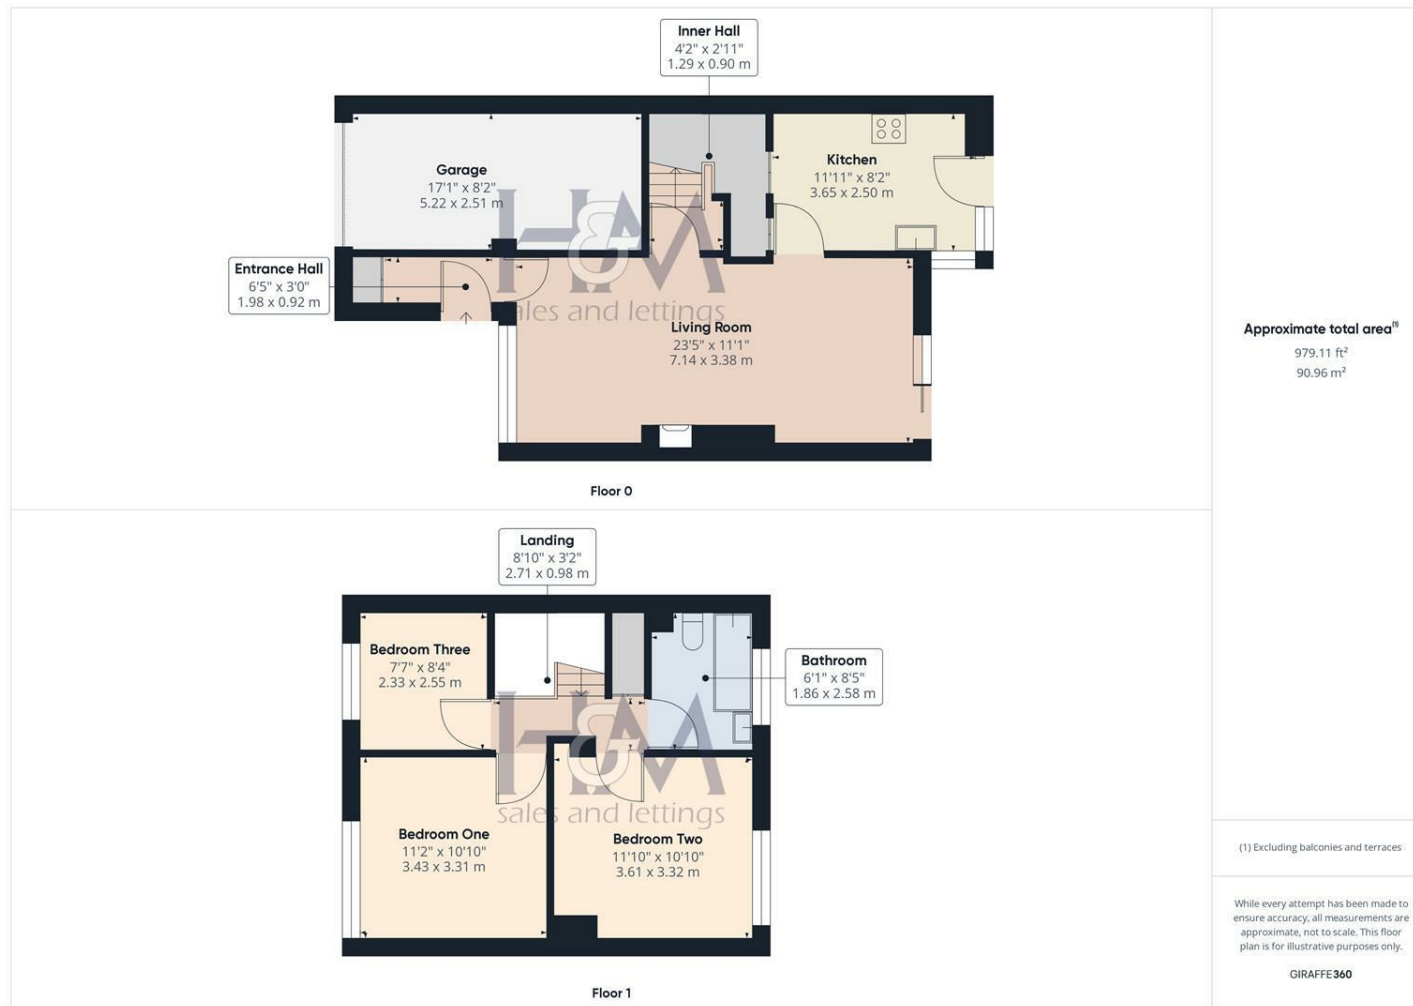 Inner Hall
4'2" x 2'11"
1.29 x 0.90 m
Garage
17'1" x 8'2"
5.22 x 2.51 m
Kitchen
11'11" x 8'2"
3.65 x 2.50 m
Entrance Hall
6'5" x 3'0"
1.98 x 0.92 m
H&M
sales and lettings
Living Room
23'5" x 11'1"
7.14 x 3.38 m
Floor 0
Landing
8'10" x 3'2"
2.71 x 0.98 m
Bedroom Three
7'7" x 8'4"
2.33 x 2.55 m
Bathroom
6'1" x 8'5"
1.86 x 2.58 m
H&M
sales and lettings
Bedroom One
11'2" x 10'10"
3.43 x 3.31 m
Bedroom Two
11'10" x 10'10"
3.61 x 3.32 m
Floor 1
Approximate total area(1)
979.11 ft²
90.96 m²
(1) Excluding balconies and terraces
While every attempt has been made to
ensure accuracy, all measurements are
approximate, not to scale. This floor
plan is for illustrative purposes only.
GIRAFFE360